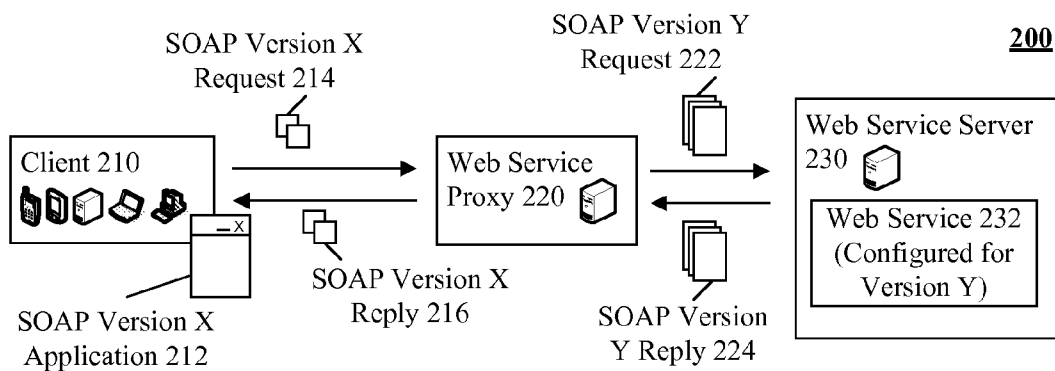 SOAP Version X
Request 214
SOAP Version Y
Request 222
200
Client 210
Web Service
Proxy 220
Web Service Server
230
Web Service 232
(Configured for
Version Y)
X
SOAP Version X
Application 212
SOAP Version X
Reply 216
SOAP Version
Y Reply 224